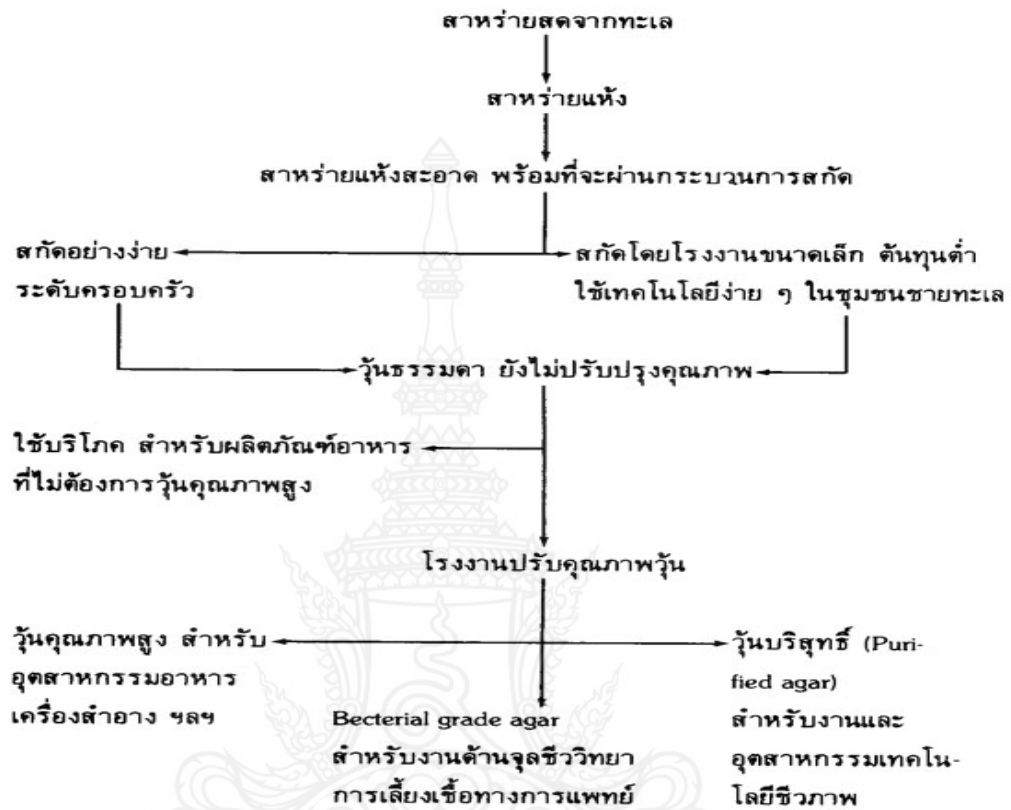 สาหร่ายสดจากทะเล
สาหร่ายแห้ง
สาหร่ายแห้งสะอาด พร้อมที่จะผ่านกระบวนการสกัด
สกัดอย่างง่าย
ระดับครอบครัว
สกัดโดยโรงงานขนาดเล็ก ต้นทุนต่ำ
ใช้เทคโนโลยีง่าย ๆ ในชุมชนชายทะเล
วุ้นธรรมดา ยังไม่ปรับปรุงคุณภาพ
ใช้บริโภค สำหรับผลิตภัณฑ์อาหาร
ที่ไม่ต้องการวุ้นคุณภาพสูง
โรงงานปรับคุณภาพวุ้น
วุ้นคุณภาพสูง สำหรับ
อุตสาหกรรมอาหาร
เครื่องสำอาง ฯลฯ
Becterial grade agar
สำหรับงานด้านจุลชีววิทยา
การเลี้ยงเชื้อทางการแพทย์
วุ้นบริสุทธิ์ (Puri-
fied agar)
สำหรับงานและ
อุตสาหกรรมเทคโน-
โลยีชีวภาพ